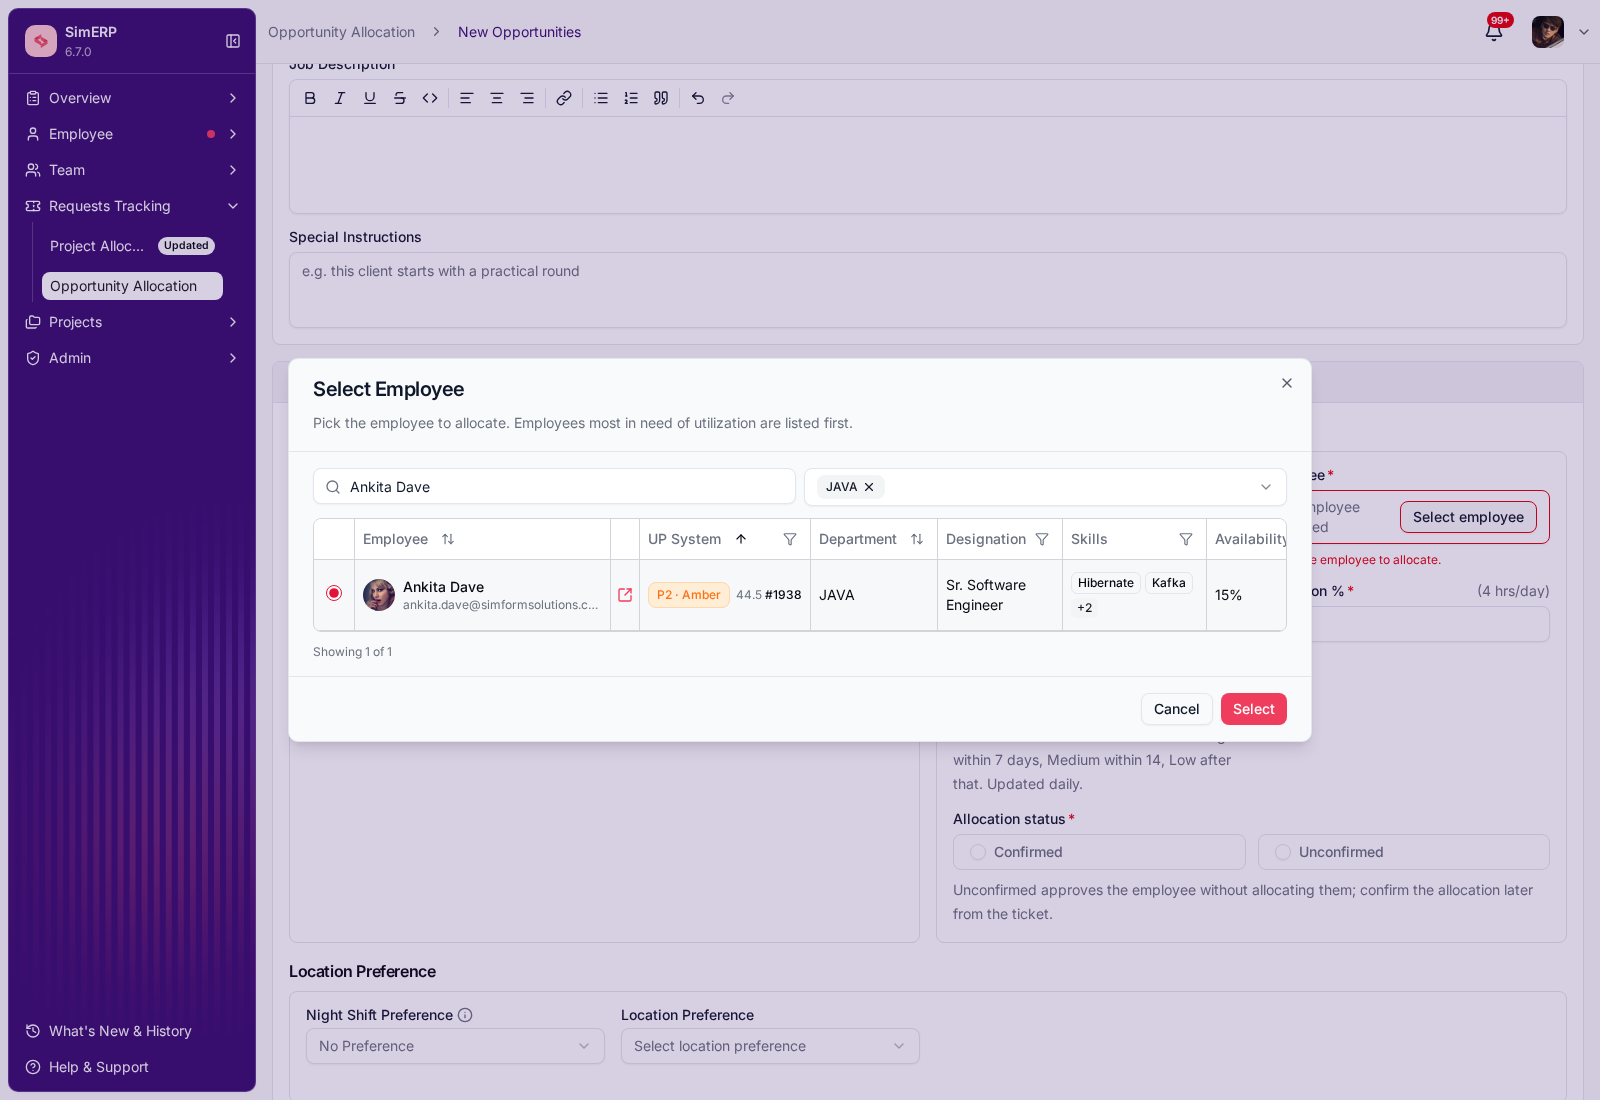 SimERP
6.7.0
Overview
Employee
Team
Requests Tracking
Project Alloc...
Updated
Opportunity Allocation
Projects
Admin
What's New & History
Help & Support
Opportunity Allocation
New Opportunities
99+
Job Description
Special Instructions
e.g. this client starts with a practical round
Select Employee
Pick the employee to allocate. Employees most in need of utilization are listed first.
Ankita Dave
JAVA
Employee
UP System
Department
Designation
Skills
Availability
Ankita Dave
ankita.dave@simformsolutions.c...
P2 · Amber
44.5 #1938
JAVA
Sr. Software
Engineer
Hibernate
Kafka
+2
15%
Showing 1 of 1
Cancel
Select
Select employee
employee to allocate.
%*
(4 hrs/day)
within 7 days, Medium within 14, Low after
that. Updated daily.
Allocation status*
Confirmed
Unconfirmed
Unconfirmed approves the employee without allocating them; confirm the allocation later
from the ticket.
Location Preference
Night Shift Preference
No Preference
Location Preference
Select location preference